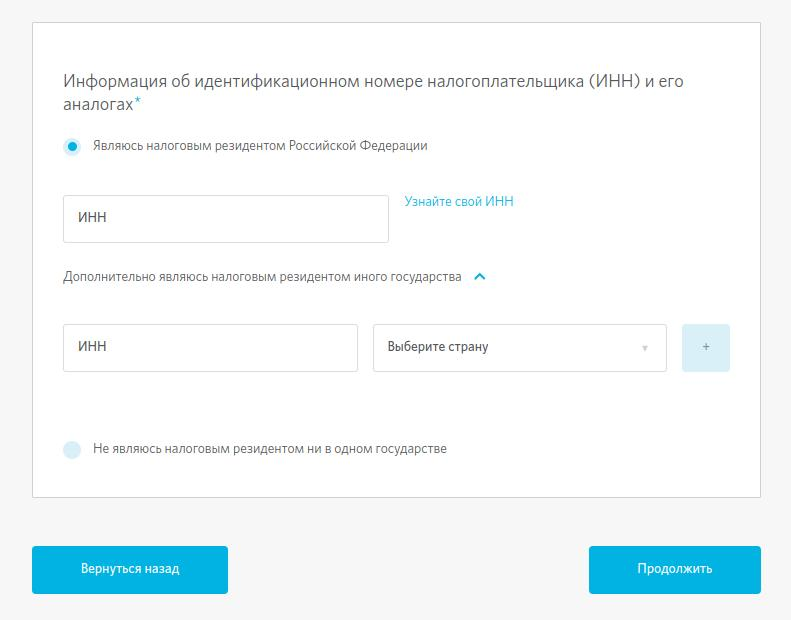 Информация об идентификационном номере налогоплательщика (ИНН) и его
аналогах*
Являюсь налоговым резидентом Российской Федерации
ИНН
Узнайте свой ИНН
Дополнительно являюсь налоговым резидентом иного государства
ИНН
Выберите страну
+
Не являюсь налоговым резидентом ни в одном государстве
Вернуться назад
Продолжить